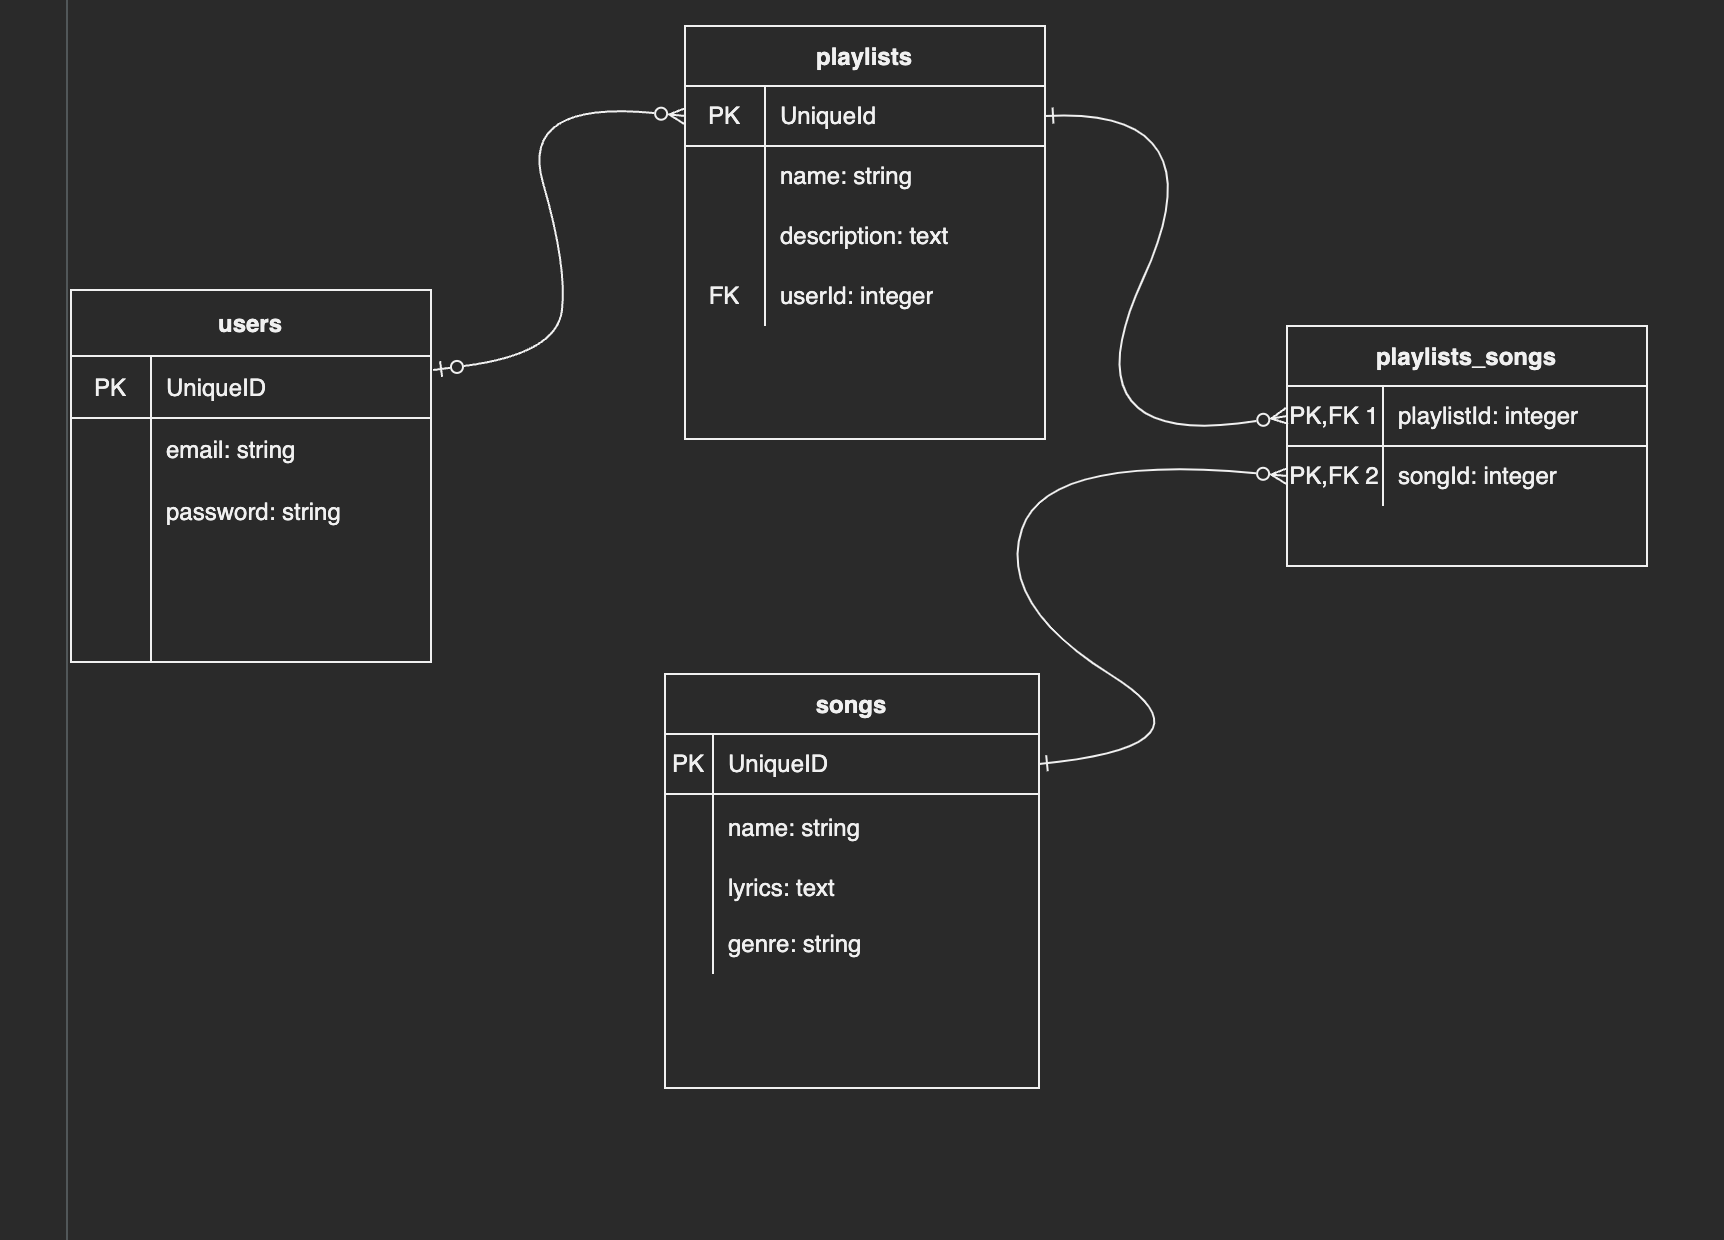 playlists
PK UniqueId
name: string
description: text
FK userId: integer
users
PK UniqueID
email: string
password: string
playlists_songs
PK,FK 1 playlistId: integer
PK,FK 2 songId: integer
songs
PK UniqueID
name: string
lyrics: text
genre: string